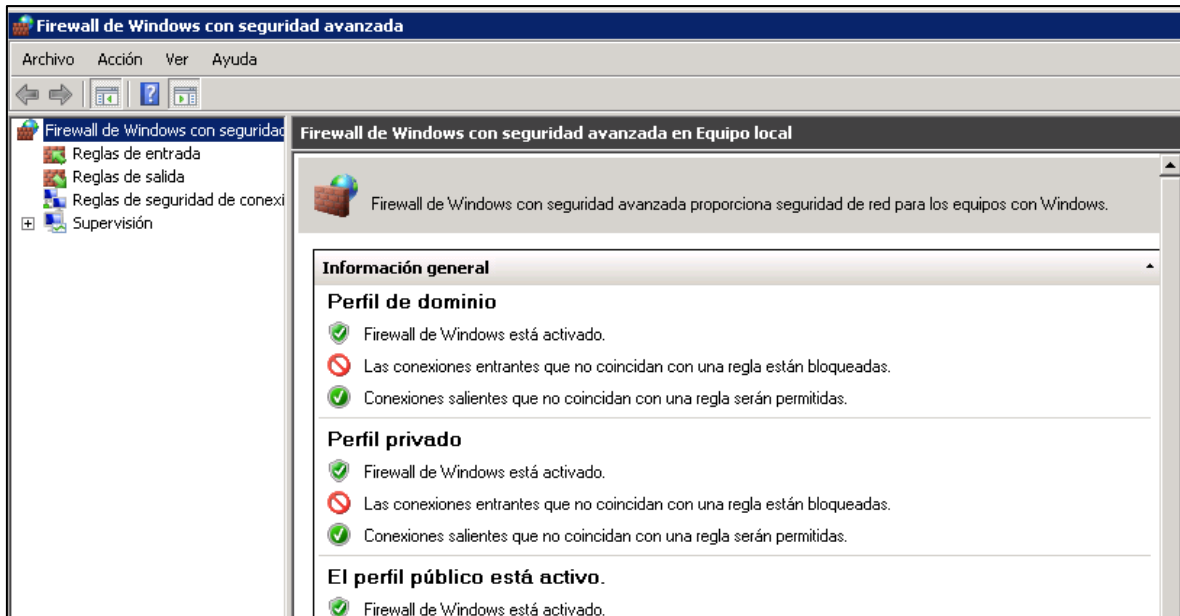 Firewall de Windows con seguridad avanzada
Archivo Acción Ver Ayuda
Firewall de Windows con seguridad
Reglas de entrada
Reglas de salida
Reglas de seguridad de conexi
Supervisión
Firewall de Windows con seguridad avanzada en Equipo local
Firewall de Windows con seguridad avanzada proporciona seguridad de red para los equipos con Windows.
Información general
Perfil de dominio
Firewall de Windows está activado.
Las conexiones entrantes que no coincidan con una regla están bloqueadas.
Conexiones salientes que no coincidan con una regla serán permitidas.
Perfil privado
Firewall de Windows está activado.
Las conexiones entrantes que no coincidan con una regla están bloqueadas.
Conexiones salientes que no coincidan con una regla serán permitidas.
El perfil público está activo.
Firewall de Windows está activado.